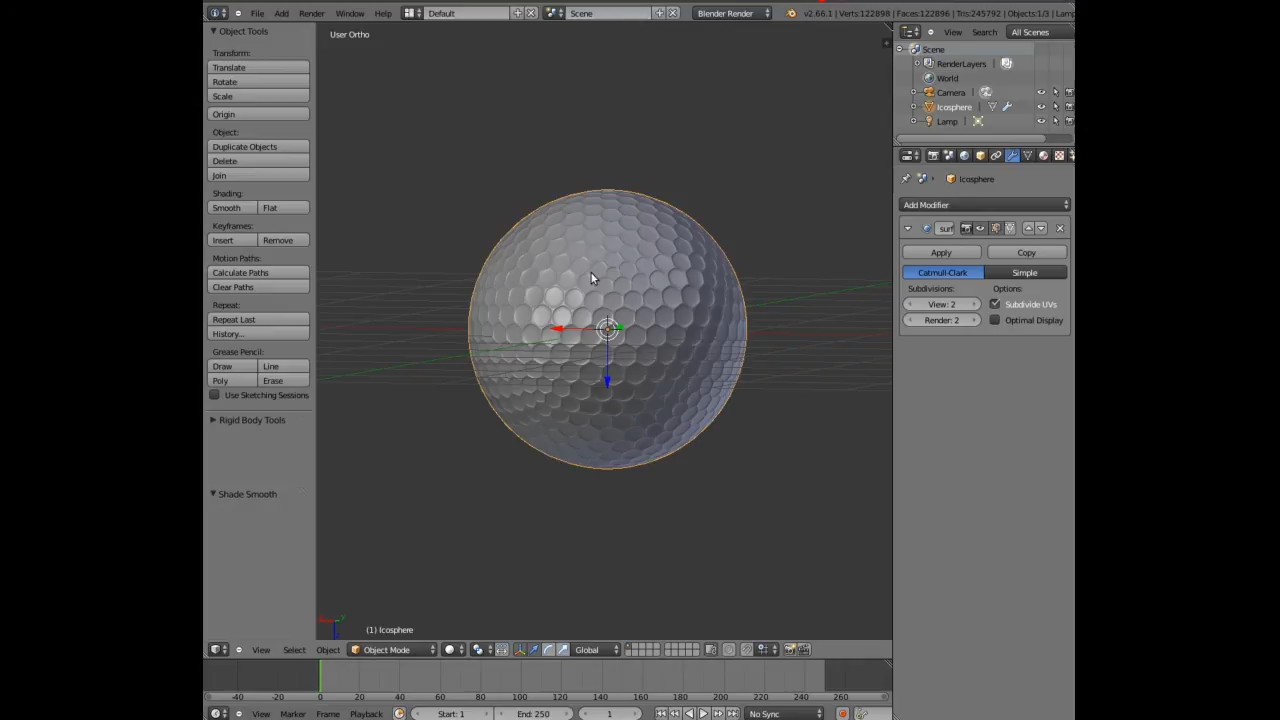 File Add Render Window Help Default Scene Blender Render v2.66.1 | Verts:122898 | Faces:122896 | Tris:245792 | Objects:1/3 | Lamp
Object Tools
User Ortho
View Search All Scenes
Scene
Transform:
Translate
Rotate
Scale
Origin
RenderLayers
World
Camera
Icosphere
Lamp
Object:
Duplicate Objects
Delete
Join
Icosphere
Shading:
Smooth Flat
Add Modifier
Keyframes:
Insert Remove
Apply Copy
Motion Paths:
Calculate Paths
Clear Paths
Catmull-Clark Simple
Subdivisions: Options:
View: 2 Subdivide UVs
Render: 2 Optimal Display
Repeat:
Repeat Last
History...
Grease Pencil:
Draw Line
Poly Erase
Use Sketching Sessions
Rigid Body Tools
Shade Smooth
(1) Icosphere
View Select Object Object Mode Global
-40 -20 0 20 40 60 80 100 120 140 160 180 200 220 240 260
View Marker Frame Playback Start: 1 End: 250 1 No Sync